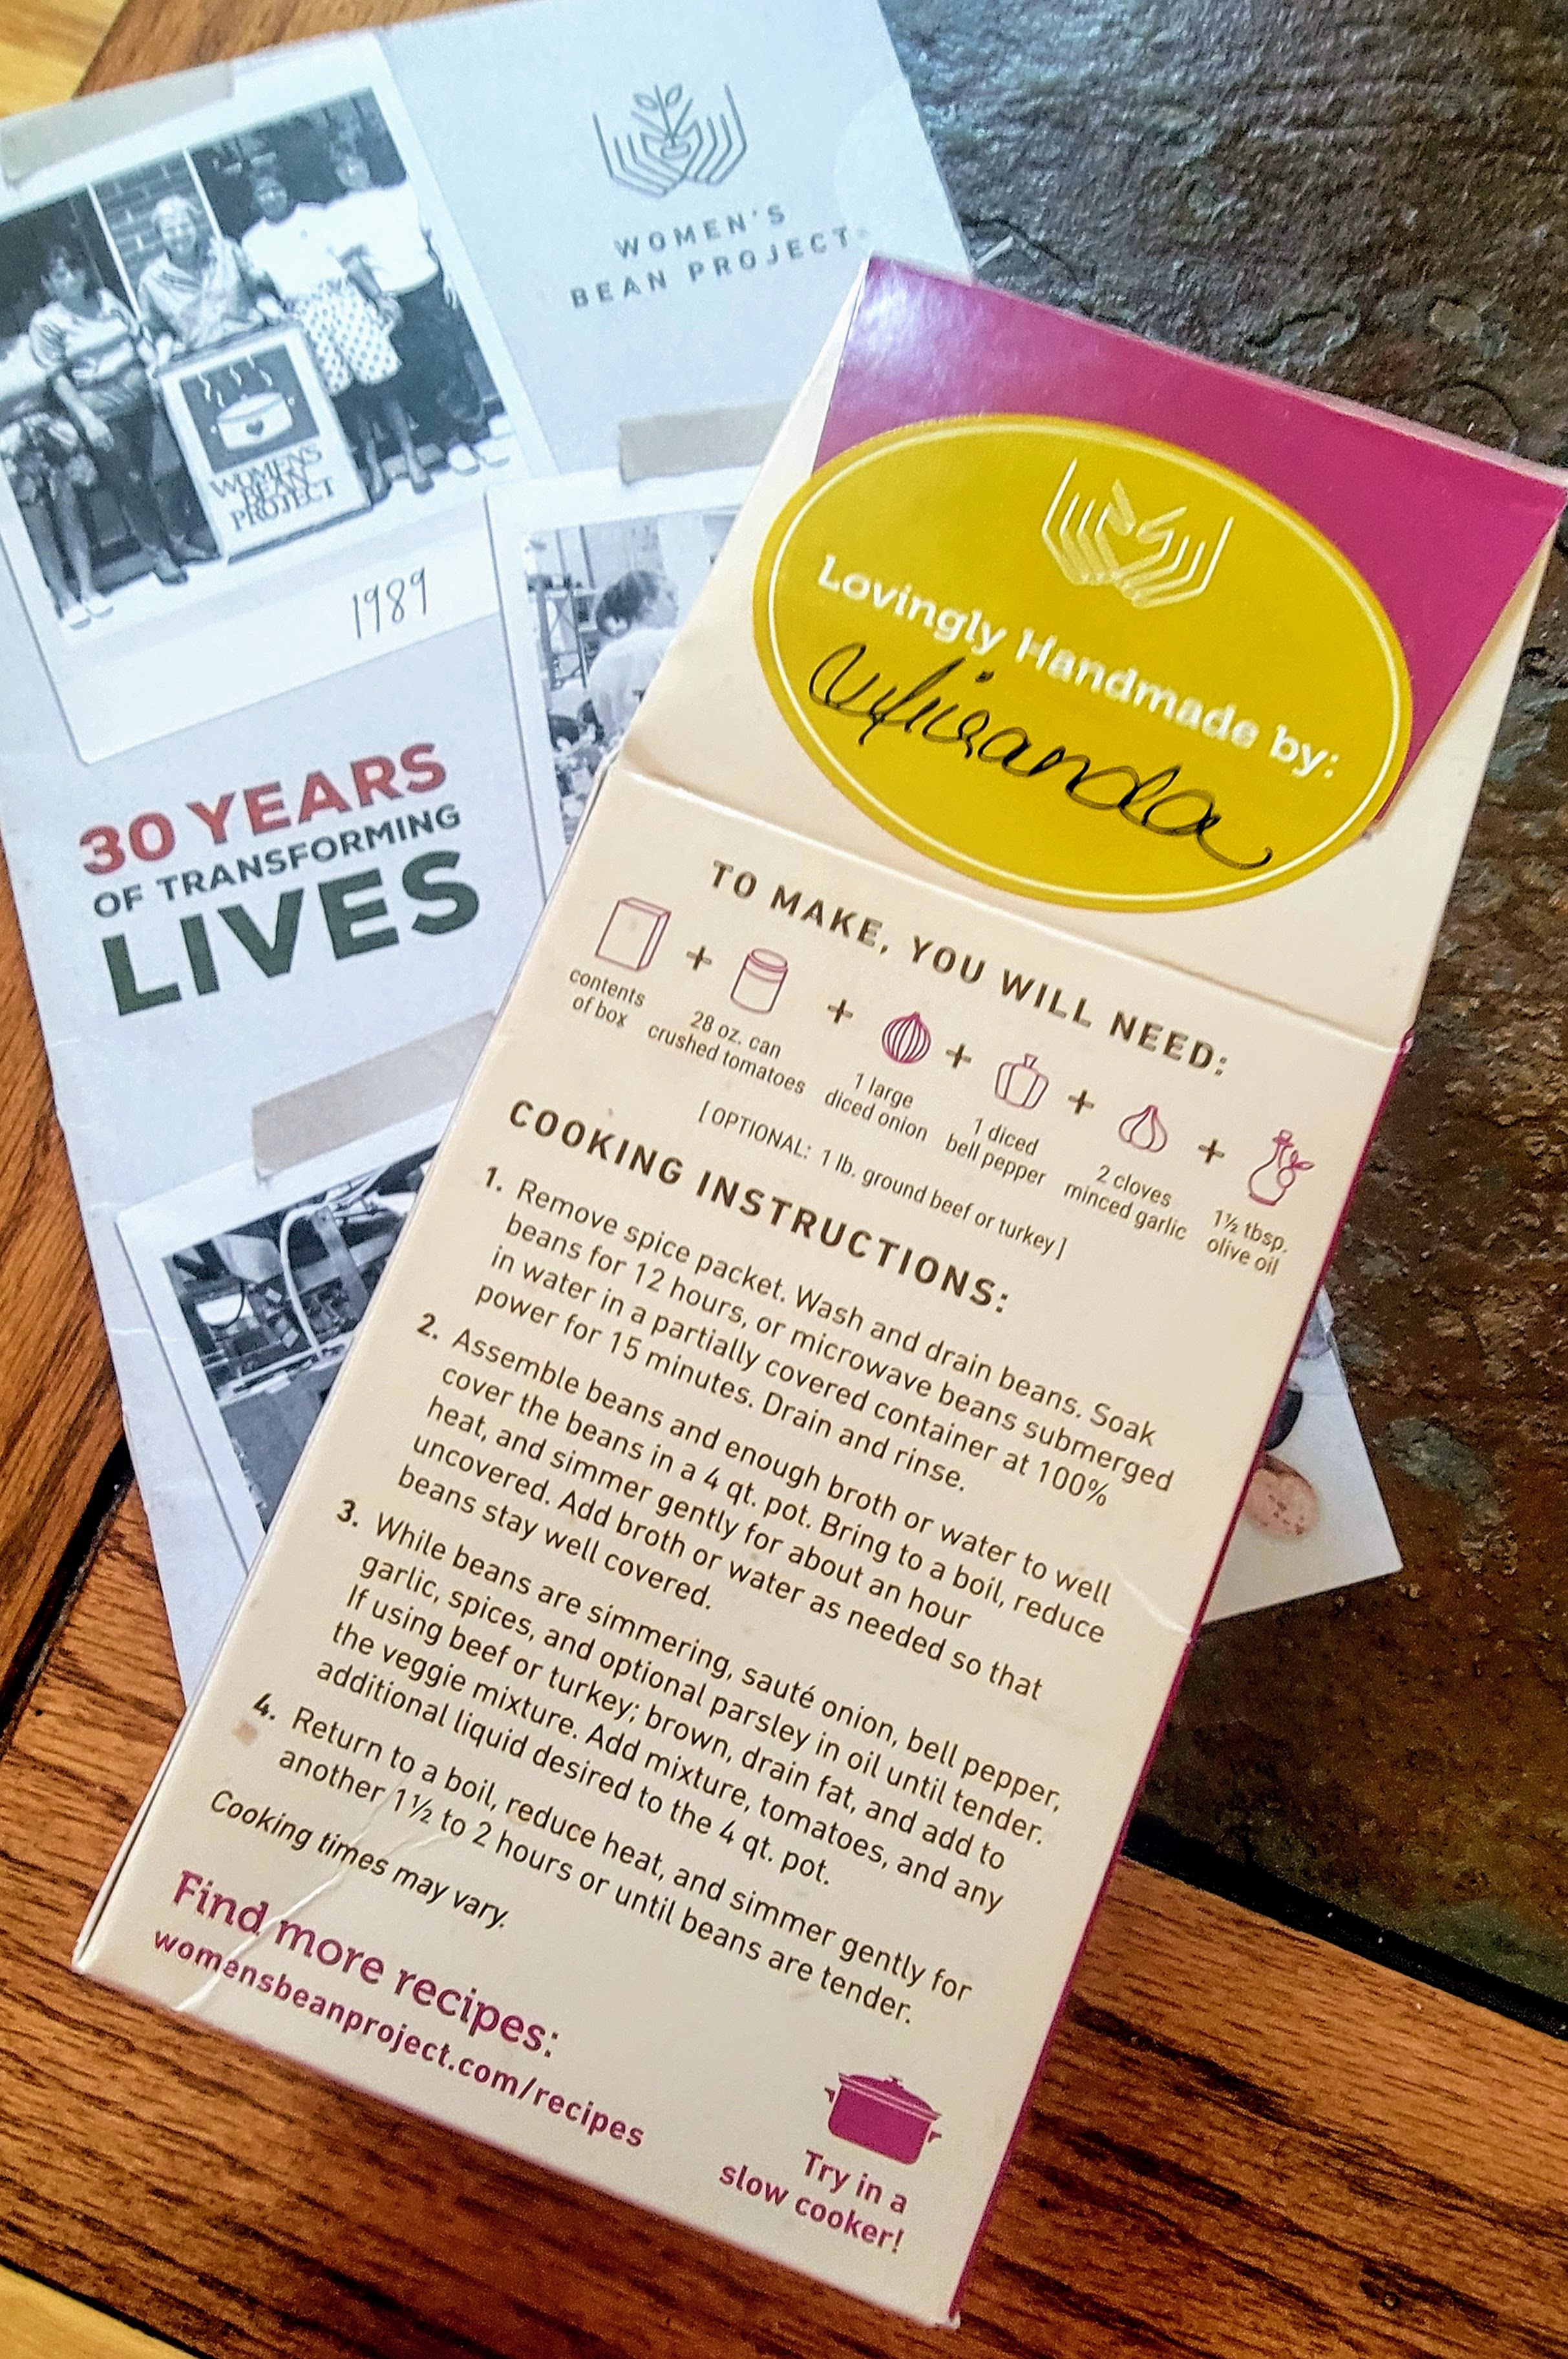 WOMEN'S
BEAN PROJECT
WOMEN'S
BEAN
PROJECT
1989
30 YEARS
OF TRANSFORMING
LIVES
Lovingly Handmade by:
Miranda
TO MAKE, YOU WILL NEED:
contents
of box
+
28 oz. can
crushed tomatoes
+
1 large
diced onion
+
1 diced
bell pepper
+
2 cloves
minced garlic
+
1½ tbsp.
olive oil
[ OPTIONAL: 1 lb. ground beef or turkey ]
COOKING INSTRUCTIONS:
1. Remove spice packet. Wash and drain beans. Soak
beans for 12 hours, or microwave beans submerged
in water in a partially covered container at 100%
power for 15 minutes. Drain and rinse.
2. Assemble beans and enough broth or water to well
cover the beans in a 4 qt. pot. Bring to a boil, reduce
heat, and simmer gently for about an hour
uncovered. Add broth or water as needed so that
beans stay well covered.
3. While beans are simmering, sauté onion, bell pepper,
garlic, spices, and optional parsley in oil until tender.
If using beef or turkey; brown, drain fat, and add to
the veggie mixture. Add mixture, tomatoes, and any
additional liquid desired to the 4 qt. pot.
4. Return to a boil, reduce heat, and simmer gently for
another 1½ to 2 hours or until beans are tender.
Cooking times may vary.
Find more recipes:
womensbeanproject.com/recipes
Try in a
slow cooker!